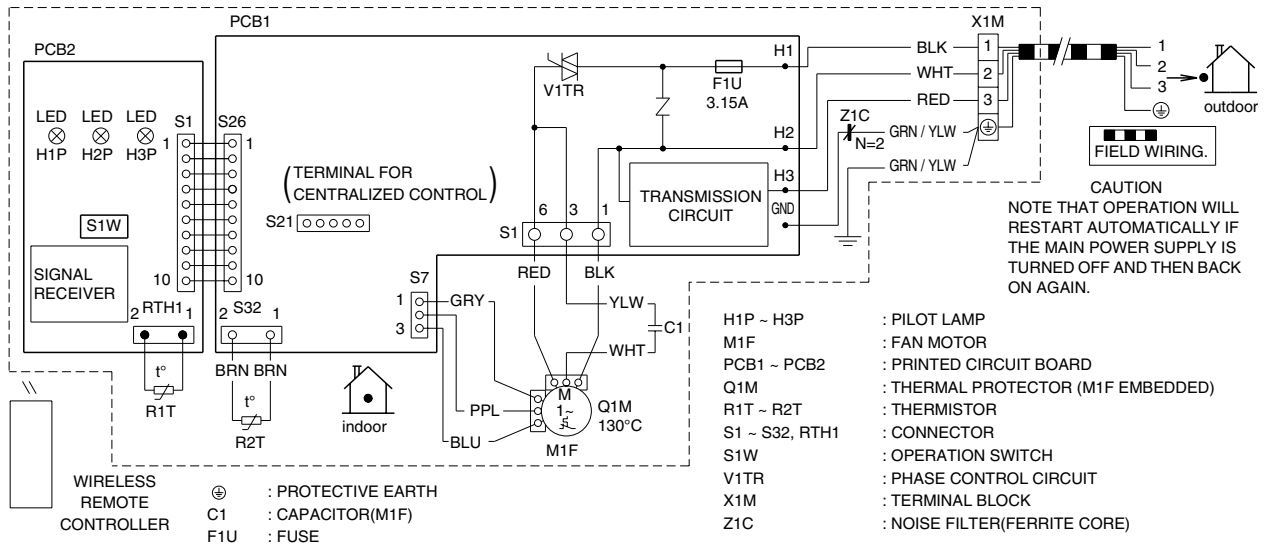 PCB1
PCB2
X1M
H1
BLK
1
WHT
2
RED
3
1
2
3
outdoor
V1TR
F1U
3.15A
Z1C
N=2
GRN / YLW
GRN / YLW
FIELD WIRING.
LED LED LED
H1P H2P H3P
S1 S26
1 1
10 10
H2
H3
GND
(TERMINAL FOR
CENTRALIZED CONTROL)
S21
TRANSMISSION
CIRCUIT
S1W
SIGNAL
RECEIVER
6 3 1
S1
RED BLK
YLW
C1
WHT
S7
1
3
GRY
PPL
BLU
RTH1
2 1
S32
2 1
BRN BRN
t°
R1T
t°
R2T
indoor
M
1~
Q1M
130°C
M1F
CAUTION
NOTE THAT OPERATION WILL
RESTART AUTOMATICALLY IF
THE MAIN POWER SUPPLY IS
TURNED OFF AND THEN BACK
ON AGAIN.
WIRELESS
REMOTE
CONTROLLER
: PROTECTIVE EARTH
C1 : CAPACITOR(M1F)
F1U : FUSE
H1P ~ H3P : PILOT LAMP
M1F : FAN MOTOR
PCB1 ~ PCB2 : PRINTED CIRCUIT BOARD
Q1M : THERMAL PROTECTOR (M1F EMBEDDED)
R1T ~ R2T : THERMISTOR
S1 ~ S32, RTH1 : CONNECTOR
S1W : OPERATION SWITCH
V1TR : PHASE CONTROL CIRCUIT
X1M : TERMINAL BLOCK
Z1C : NOISE FILTER(FERRITE CORE)